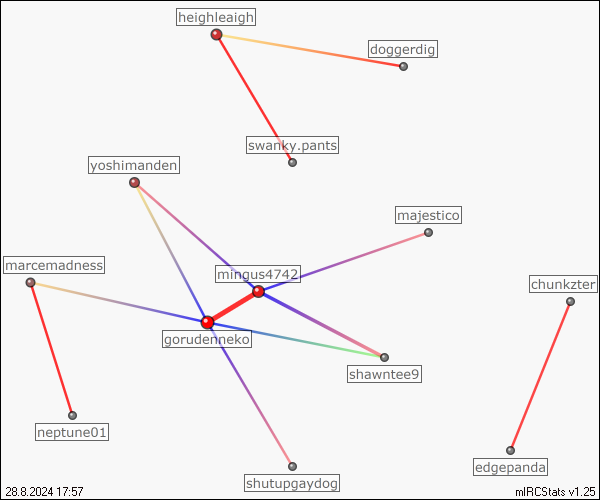 heighleaigh
doggerdig
swanky.pants
yoshimanden
majestico
marcemadness
mingus4742
chunkzter
gorudenneko
shawntee9
neptune01
edgepanda
shutupgaydog
28.8.2024 17:57
mIRCStats v1.25